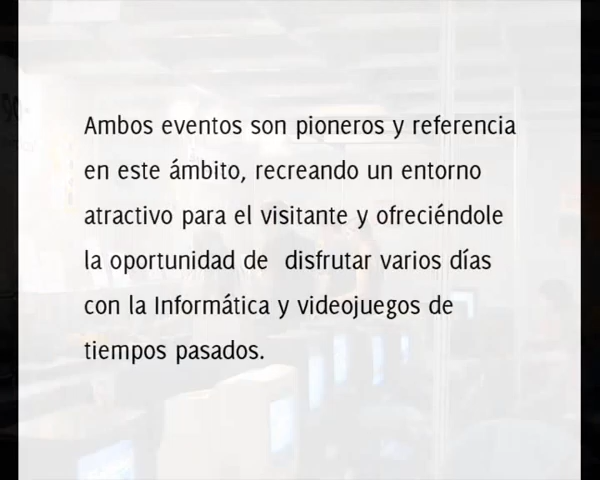 Ambos eventos son pioneros y referencia
en este ámbito, recreando un entorno
atractivo para el visitante y ofreciéndole
la oportunidad de  disfrutar varios días
con la Informática y videojuegos de
tiempos pasados.